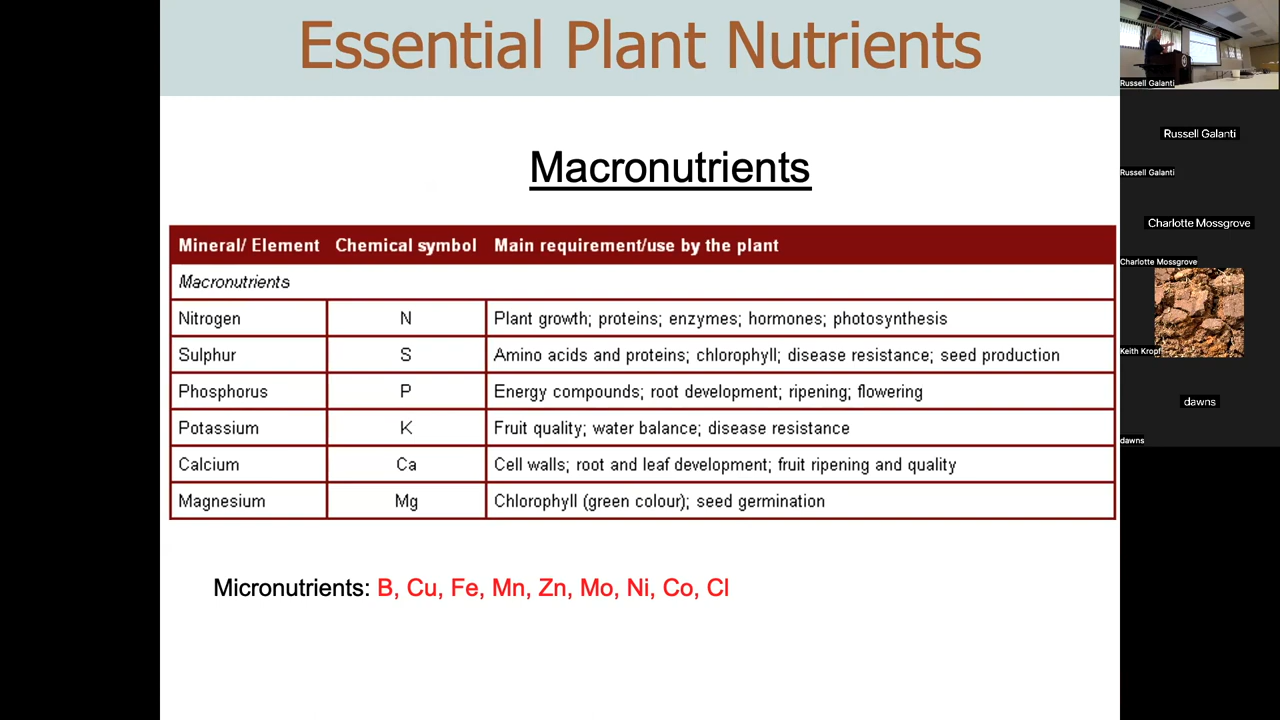 Essential Plant Nutrients
Macronutrients
Mineral/ Element Chemical symbol Main requirement/use by the plant
Macronutrients
Nitrogen N Plant growth; proteins; enzymes; hormones; photosynthesis
Sulphur S Amino acids and proteins; chlorophyll; disease resistance; seed production
Phosphorus P Energy compounds; root development; ripening; flowering
Potassium K Fruit quality; water balance; disease resistance
Calcium Ca Cell walls; root and leaf development; fruit ripening and quality
Magnesium Mg Chlorophyll (green colour); seed germination
Micronutrients: B, Cu, Fe, Mn, Zn, Mo, Ni, Co, Cl
Russell Galanti
Russell Galanti
Russell Galanti
Charlotte Mossgrove
Charlotte Mossgrove
Keith Kropf
dawns
dawns